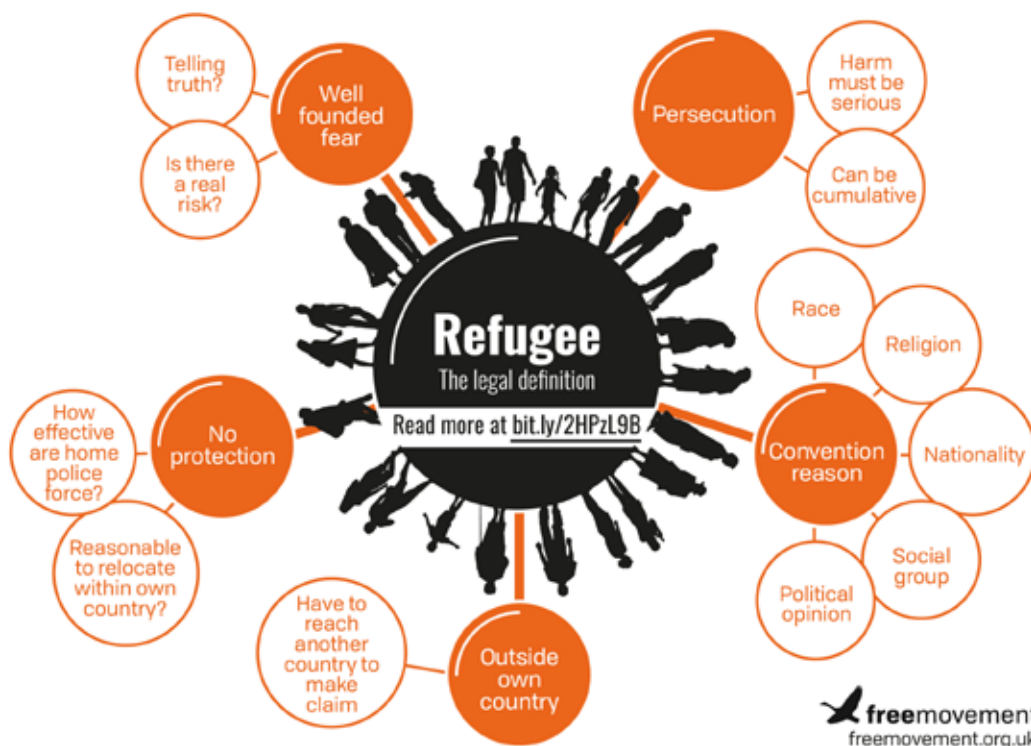 Telling
truth?
Is there
a real
risk?
Well
founded
fear
Persecution
Harm
must be
serious
Can be
cumulative
Refugee
The legal definition
Read more at bit.ly/2HPzL9B
Race
Religion
Nationality
Social
group
Political
opinion
Convention
reason
No
protection
How
effective
are home
police
force?
Reasonable
to relocate
within own
country?
Have to
reach
another
country to
make
claim
Outside
own
country
freemovement
freemovement.org.uk